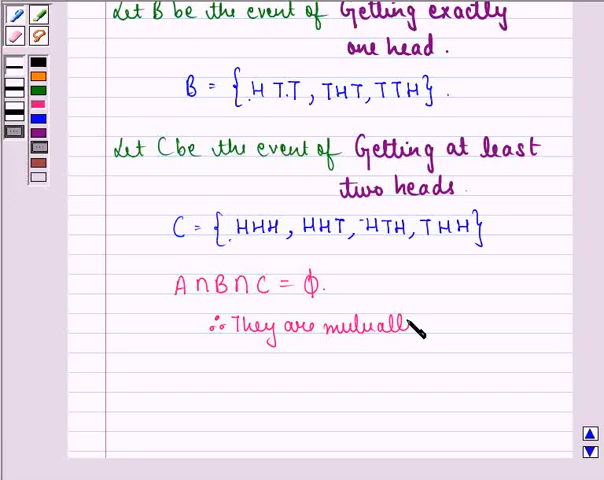 Let B be the event of Getting exactly
one head.
B = {HTT, THT, TTH}.
Let C be the event of Getting at least
two heads.
C = {HHH, HHT, HTH, THH}
A∩B∩C = ϕ.
∴ They are mutuall